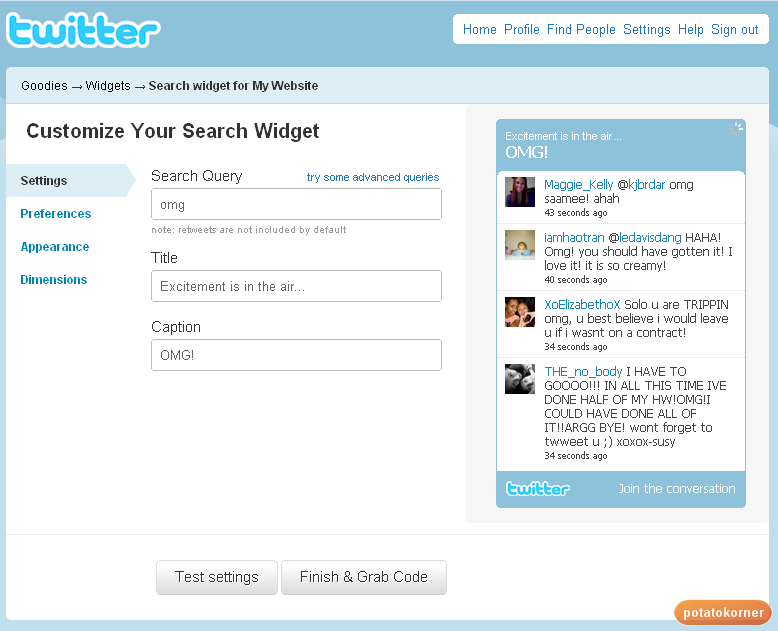 twitter
Home Profile Find People Settings Help Sign out
Goodies → Widgets → Search widget for My Website
Customize Your Search Widget
Settings
Preferences
Appearance
Dimensions
Search Query
try some advanced queries
omg
note: retweets are not included by default
Title
Excitement is in the air...
Caption
OMG!
Excitement is in the air...
OMG!
Maggie_Kelly @kjbrdar omg
saamee! ahah
43 seconds ago
iamhaotran @ledavisdang HAHA!
Omg! you should have gotten it! I
love it! it is so creamy!
40 seconds ago
XoElizabethoX Solo u are TRIPPIN
omg, u best believe i would leave
u if i wasnt on a contract!
34 seconds ago
THE_no_body I HAVE TO
GOOOO!!! IN ALL THIS TIME IVE
DONE HALF OF MY HW!OMG!I
COULD HAVE DONE ALL OF
IT!!ARGG BYE! wont forget to
twweet u ;) xoxox-susy
34 seconds ago
twitter
Join the conversation
Test settings
Finish & Grab Code
potatokorner